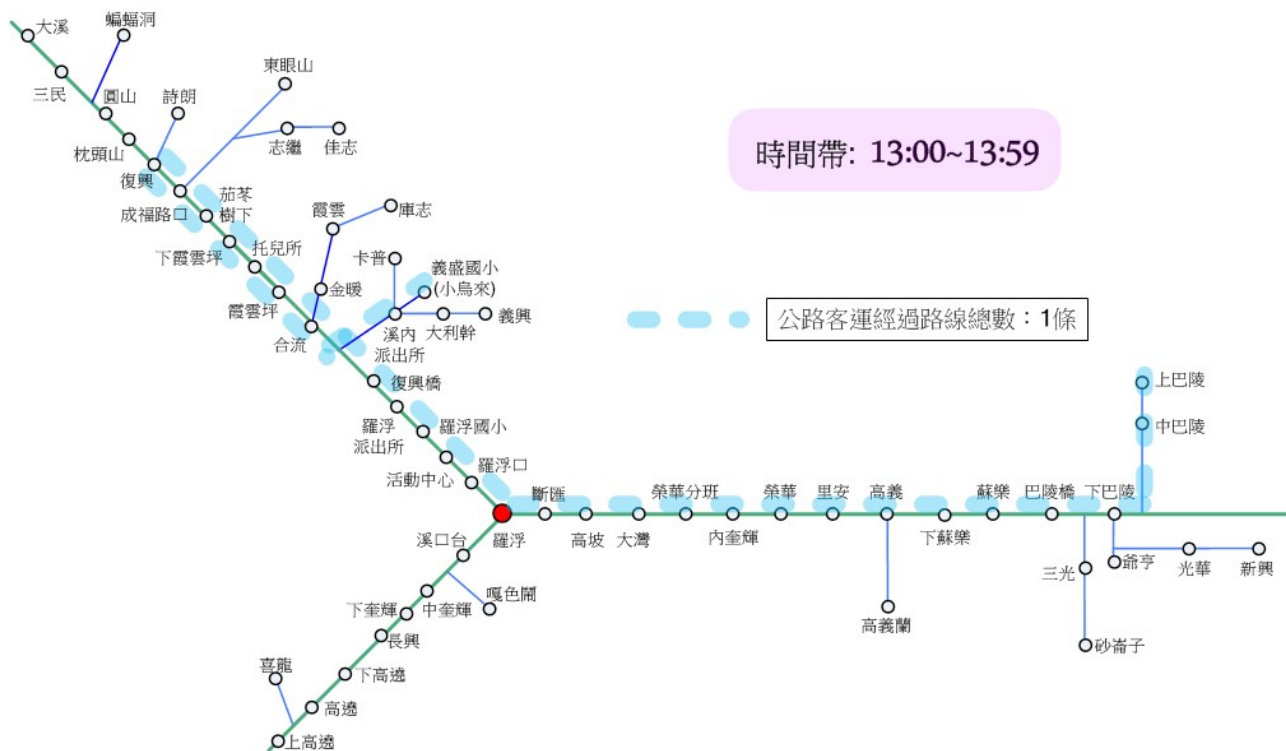 大溪
蝙蝠洞
三民
圓山
詩朗
東眼山
枕頭山
志繼
佳志
時間帶: 13:00~13:59
復興
成福路口
茄苳
樹下
下霞雲坪
托兒所
霞雲
庫志
卡普
義盛國小
(小烏來)
金暖
霞雲坪
合流
溪內
派出所
大利幹
義興
公路客運經過路線總數：1條
復興橋
羅浮
派出所
羅浮國小
活動中心
羅浮口
上巴陵
中巴陵
羅浮
斷匯
高坡
大灣
榮華分班
內奎輝
榮華
里安
高義
下蘇樂
蘇樂
巴陵橋
下巴陵
溪口台
嘎色鬧
中奎輝
下奎輝
長興
下高遶
喜龍
高遶
上高遶
高義蘭
三光
砂崙子
爺亨
光華
新興